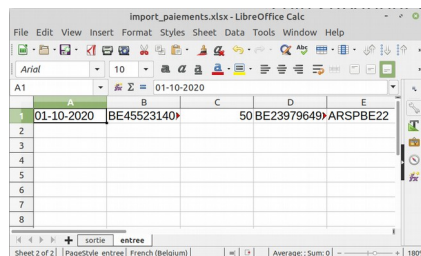 import_paiements.xlsx - LibreOffice Calc
File Edit View Insert Format Styles Sheet Data Tools Window Help
Arial 10 a a a a
A1 fx Σ = 01-10-2020
A B C D E
1 01-10-2020 BE45523140 50 BE23979649 ARSPBE22
2
3
4
5
6
7
8
sortie entree
Sheet 2 of 2 PageStyle_entree French (Belgium) Average: ; Sum: 0 180%